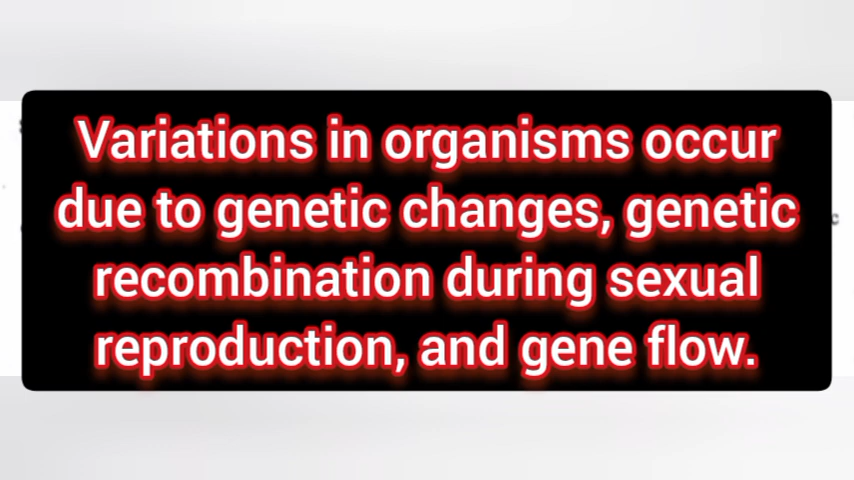 Variations in organisms occur
due to genetic changes, genetic
recombination during sexual
reproduction, and gene flow.